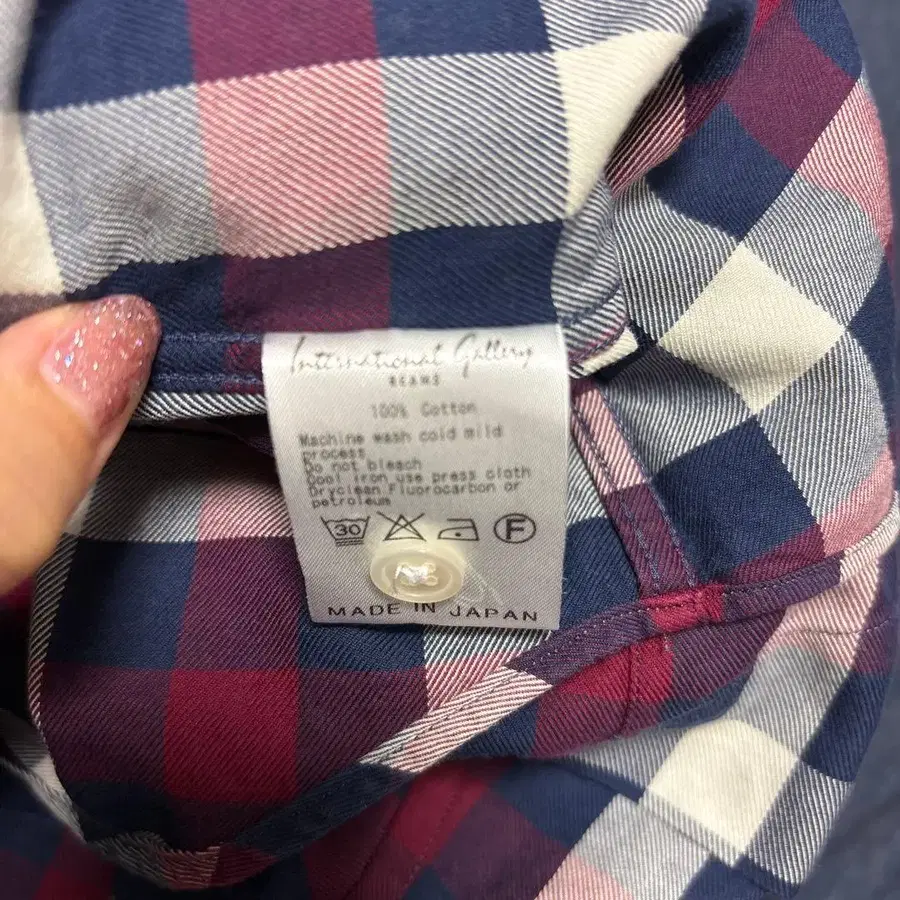 International Gallery
BEAMS
100% Cotton
Machine wash cold mild
process
Do not bleach
Cool iron use press cloth
Dryclean Fluorocarbon or
petroleum
30 F
MADE IN JAPAN